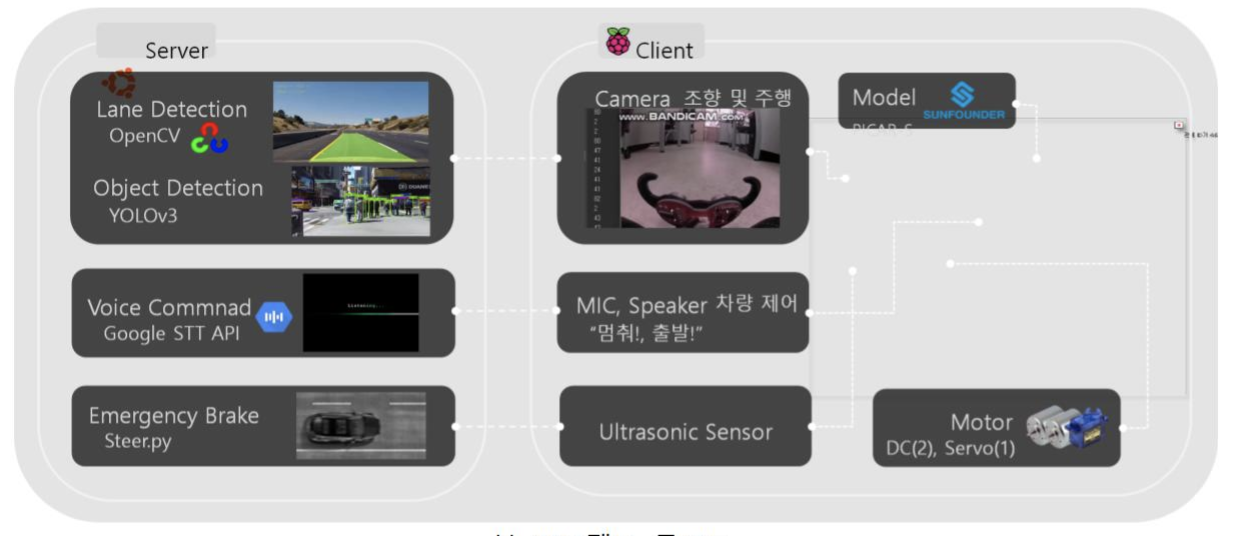 Server
Lane Detection
OpenCV
Object Detection
YOLOv3
Voice Commnad
Google STT API
Listening...
Emergency Brake
Steer.py
Client
Camera 조향 및 주행
www.BANDICAM.com
MIC, Speaker 차량 제어
“멈춰!, 출발!”
Ultrasonic Sensor
Model
SUNFOUNDER
PICAR-S
Motor
DC(2), Servo(1)